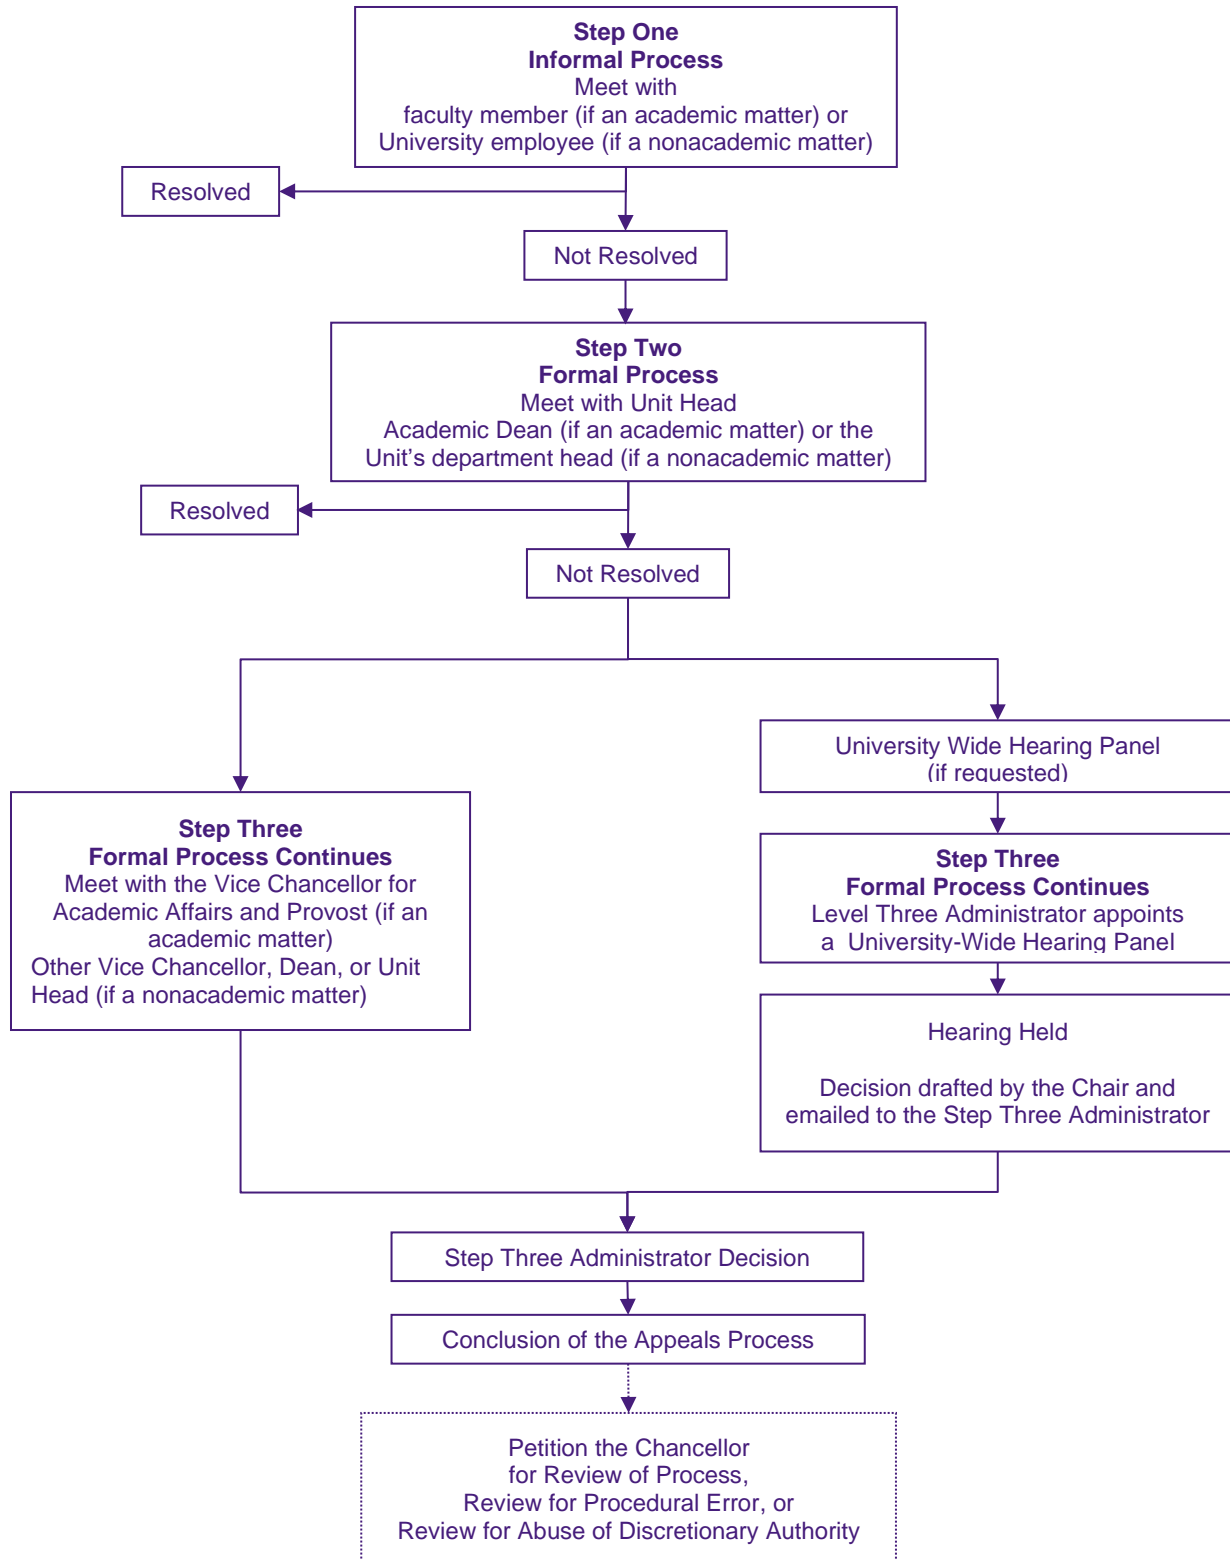 Step One
Informal Process
Meet with
faculty member (if an academic matter) or
University employee (if a nonacademic matter)
Resolved
Not Resolved
Step Two
Formal Process
Meet with Unit Head
Academic Dean (if an academic matter) or the
Unit’s department head (if a nonacademic matter)
Resolved
Not Resolved
University Wide Hearing Panel
(if requested)
Step Three
Formal Process Continues
Meet with the Vice Chancellor for
Academic Affairs and Provost (if an
academic matter)
Other Vice Chancellor, Dean, or Unit
Head (if a nonacademic matter)
Step Three
Formal Process Continues
Level Three Administrator appoints
a University-Wide Hearing Panel
Hearing Held
Decision drafted by the Chair and
emailed to the Step Three Administrator
Step Three Administrator Decision
Conclusion of the Appeals Process
Petition the Chancellor
for Review of Process,
Review for Procedural Error, or
Review for Abuse of Discretionary Authority